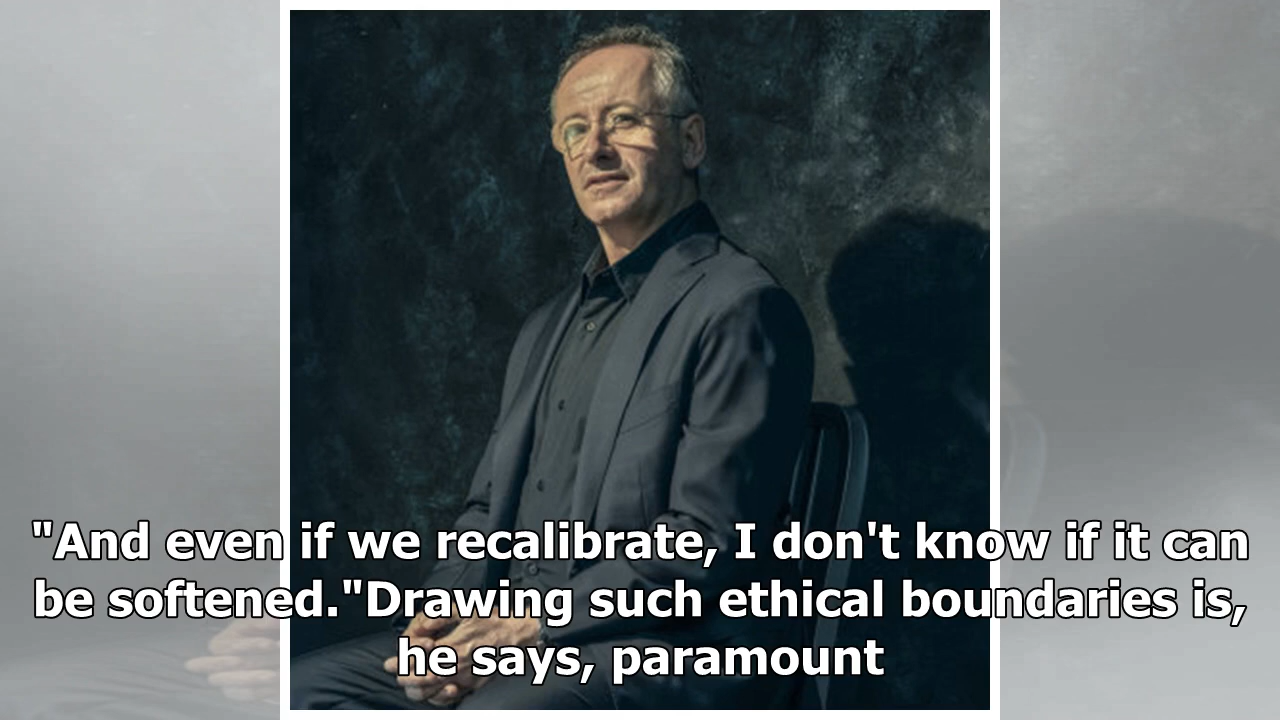 "And even if we recalibrate, I don't know if it can
be softened."Drawing such ethical boundaries is,
he says, paramount